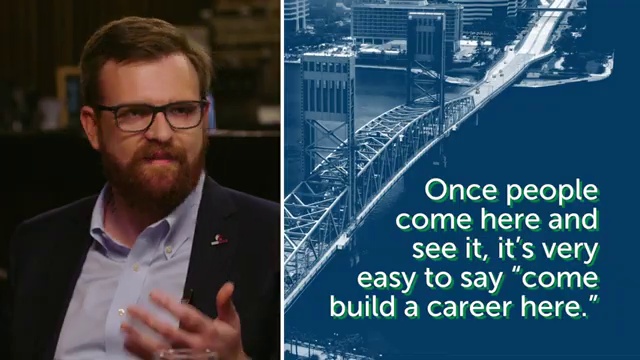 Once people
come here and
see it, it’s very
easy to say “come
build a career here.”